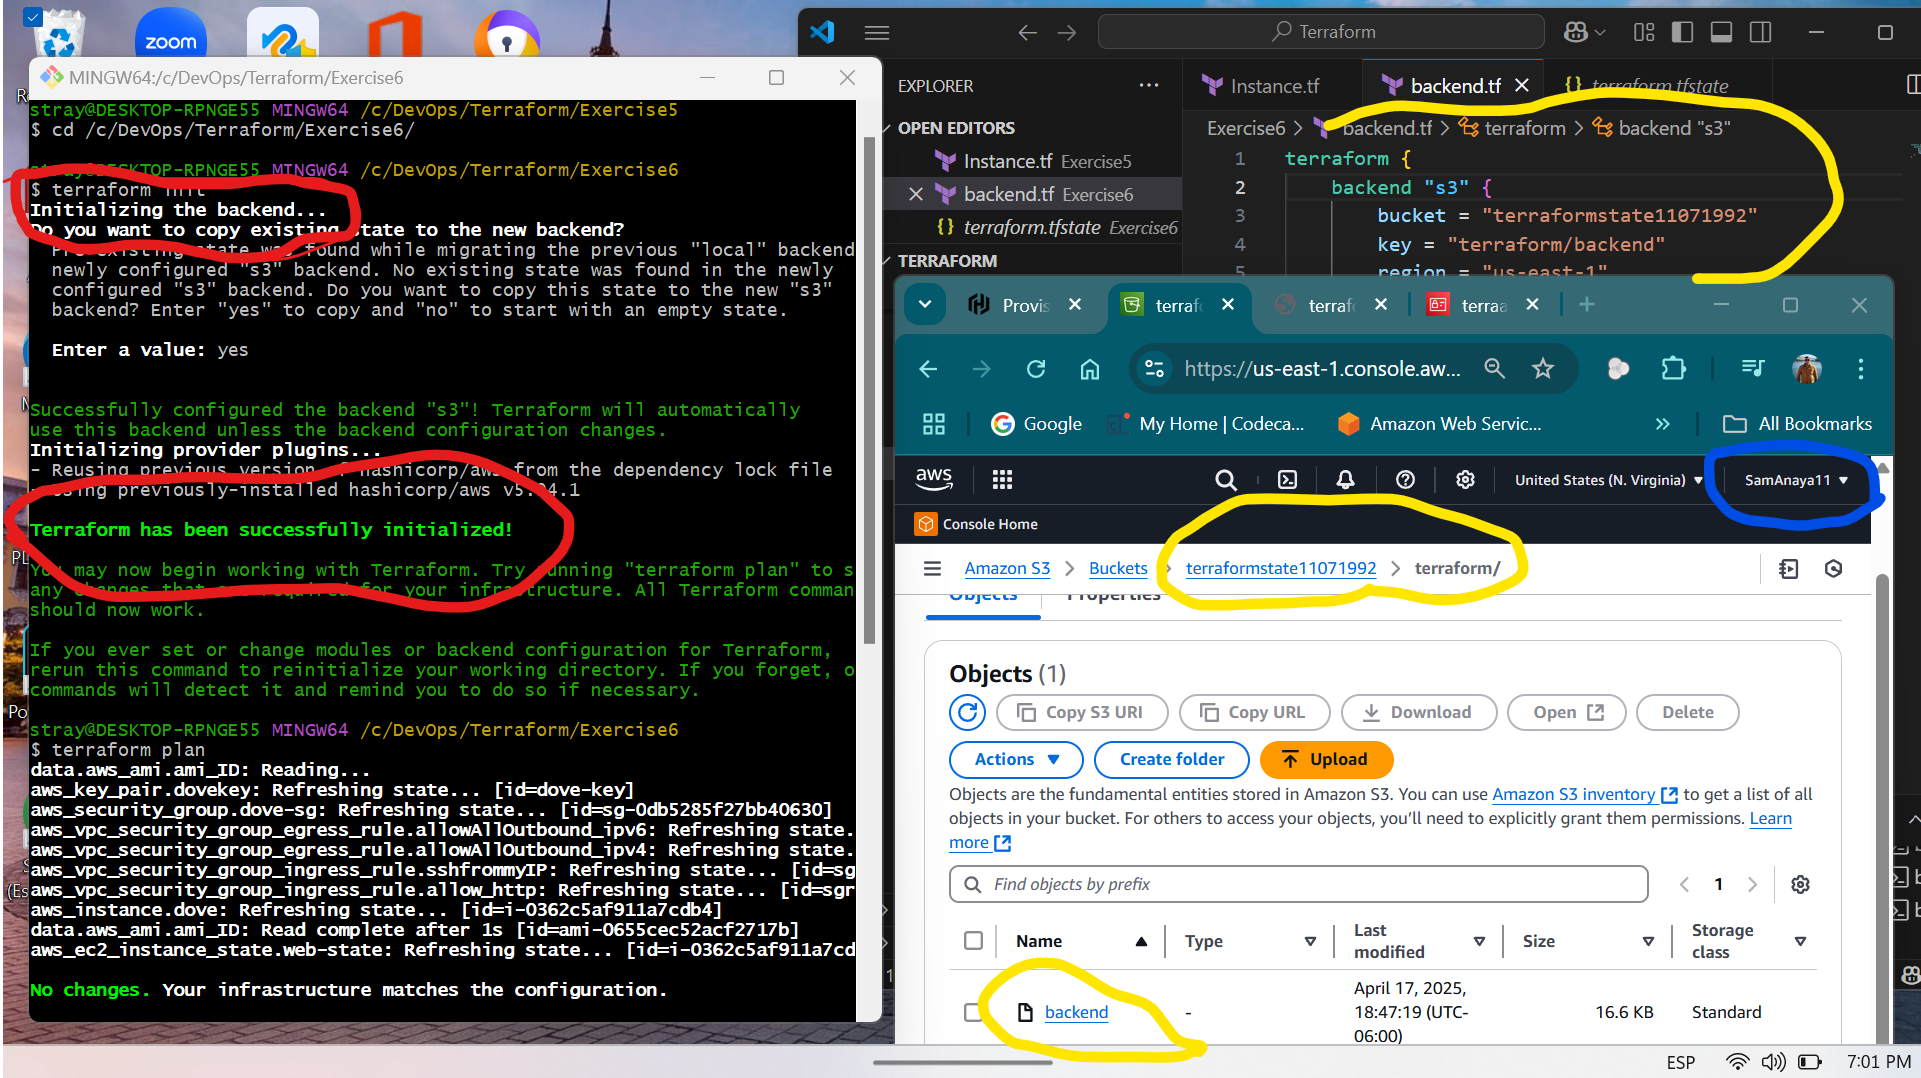 zoom
MINGW64:/c/DevOps/Terraform/Exercise6
stray@DESKTOP-RPNGE55 MINGW64 /c/DevOps/Terraform/Exercise5
$ cd /c/DevOps/Terraform/Exercise6/
stray@DESKTOP-RPNGE55 MINGW64 /c/DevOps/Terraform/Exercise6
$ terraform init
Initializing the backend...
Do you want to copy existing state to the new backend?
Pre-existing state was found while migrating the previous "local" backend
newly configured "s3" backend. No existing state was found in the newly
configured "s3" backend. Do you want to copy this state to the new "s3"
backend? Enter "yes" to copy and "no" to start with an empty state.
Enter a value: yes
Successfully configured the backend "s3"! Terraform will automatically
use this backend unless the backend configuration changes.
Initializing provider plugins...
- Reusing previous version of hashicorp/aws from the dependency lock file
- Using previously-installed hashicorp/aws v5.94.1
Terraform has been successfully initialized!
You may now begin working with Terraform. Try running "terraform plan" to s
any changes that are required for your infrastructure. All Terraform comman
should now work.
If you ever set or change modules or backend configuration for Terraform,
rerun this command to reinitialize your working directory. If you forget, o
commands will detect it and remind you to do so if necessary.
stray@DESKTOP-RPNGE55 MINGW64 /c/DevOps/Terraform/Exercise6
$ terraform plan
data.aws_ami.ami_ID: Reading...
aws_key_pair.dovekey: Refreshing state... [id=dove-key]
aws_security_group.dove-sg: Refreshing state... [id=sg-0db5285f27bb40630]
aws_vpc_security_group_egress_rule.allowAllOutbound_ipv6: Refreshing state.
aws_vpc_security_group_egress_rule.allowAllOutbound_ipv4: Refreshing state.
aws_vpc_security_group_ingress_rule.sshfrommyIP: Refreshing state... [id=sg
aws_vpc_security_group_ingress_rule.allow_http: Refreshing state... [id=sgr
aws_instance.dove: Refreshing state... [id=i-0362c5af911a7cdb4]
data.aws_ami.ami_ID: Read complete after 1s [id=ami-0655cec52acf2717b]
aws_ec2_instance_state.web-state: Refreshing state... [id=i-0362c5af911a7cd
No changes. Your infrastructure matches the configuration.
Terraform
EXPLORER
Instance.tf
backend.tf
{} terraform.tfstate
OPEN EDITORS
Instance.tf Exercise5
backend.tf Exercise6
{} terraform.tfstate Exercise6
TERRAFORM
Exercise6 > backend.tf > terraform > backend "s3"
1 terraform {
2 backend "s3" {
3 bucket = "terraformstate11071992"
4 key = "terraform/backend"
5 region = "us-east-1"
Provis
terraf
terraf
terraa
https://us-east-1.console.aw...
Google
My Home | Codeca...
Amazon Web Servic...
All Bookmarks
aws
United States (N. Virginia)
SamAnaya11
Console Home
Amazon S3 > Buckets > terraformstate11071992 > terraform/
Objects
Properties
Objects (1)
Copy S3 URI
Copy URL
Download
Open
Delete
Actions
Create folder
Upload
Objects are the fundamental entities stored in Amazon S3. You can use Amazon S3 inventory to get a list of all
objects in your bucket. For others to access your objects, you'll need to explicitly grant them permissions. Learn
more
Find objects by prefix
1
Name
Type
Last modified
Size
Storage class
backend
-
April 17, 2025, 18:47:19 (UTC-06:00)
16.6 KB
Standard
ESP
7:01 PM